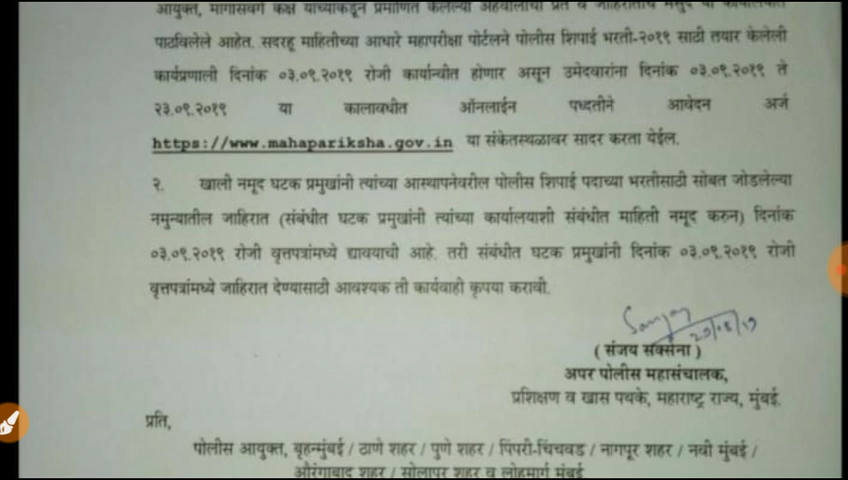 आयुक्त, मागासवर्ग कक्ष यांच्याकडून प्रमाणित केलेल्या अहवालाची प्रत व जाहिरातीचे मसुदे या कार्यालयात
पाठविलेले आहेत. सदरहू माहितीच्या आधारे महापरीक्षा पोर्टलने पोलीस शिपाई भरती-२०१९ साठी तयार केलेली
कार्यप्रणाली दिनांक ०३.०९.२०१९ रोजी कार्यान्वीत होणार असून उमेदवारांना दिनांक ०३.०९.२०१९ ते
२३.०९.२०१९ या कालावधीत ऑनलाईन पध्दतीने आवेदन अर्ज
https://www.mahapariksha.gov.in या संकेतस्थळावर सादर करता येईल.
२. खाली नमूद घटक प्रमुखांनी त्यांच्या आस्थापनेवरील पोलीस शिपाई पदाच्या भरतीसाठी सोबत जोडलेल्या
नमुन्यातील जाहिरात (संबंधीत घटक प्रमुखांनी त्यांच्या कार्यालयाशी संबंधीत माहिती नमूद करुन) दिनांक
०३.०९.२०१९ रोजी वृत्तपत्रांमध्ये द्यावयाची आहे. तरी संबंधीत घटक प्रमुखांनी दिनांक ०३.०९.२०१९ रोजी
वृत्तपत्रांमध्ये जाहिरात देण्यासाठी आवश्यक ती कार्यवाही कृपया करावी.
Sanjay
(संजय सक्सेना)
अपर पोलीस महासंचालक,
प्रशिक्षण व खास पथके, महाराष्ट्र राज्य, मुंबई.
प्रति,
पोलीस आयुक्त, बृहन्मुंबई / ठाणे शहर / पुणे शहर / पिंपरी-चिंचवड / नागपूर शहर / नवी मुंबई /
औरंगाबाद शहर / सोलापूर शहर व लोहमार्ग मुंबई